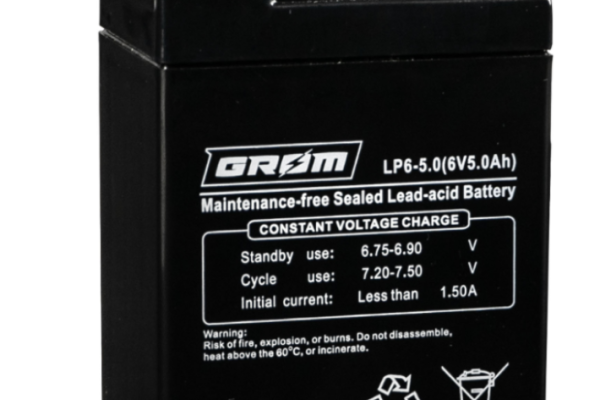 GROM LP6-5.0(6V5.0Ah)
Maintenance-free Sealed Lead-acid Battery
CONSTANT VOLTAGE CHARGE
Standby use: 6.75-6.90 V
Cycle use: 7.20-7.50 V
Initial current: Less than 1.50A
Warning:
Risk of fire, explosion, or burns. Do not disassemble,
heat above the 60°C, or incinerate.